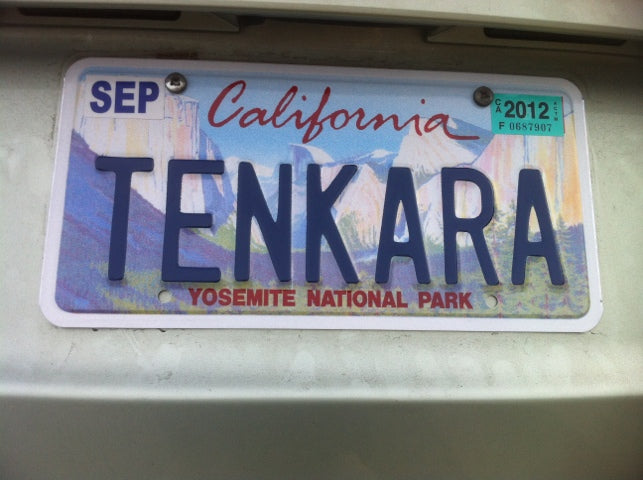 SEP
California
CA 2012
F 0687907
TENKARA
YOSEMITE NATIONAL PARK